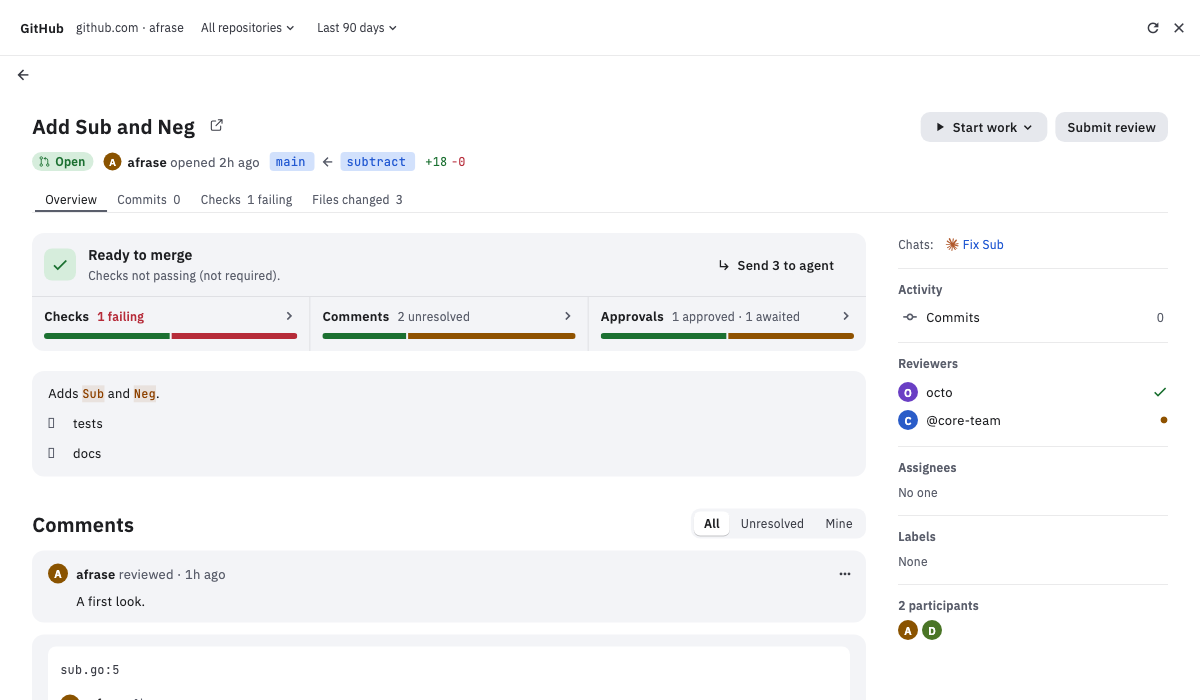 GitHub github.com · afrase All repositories Last 90 days
Add Sub and Neg
Start work Submit review
Open A afrase opened 2h ago main ← subtract +18 -0
Overview Commits 0 Checks 1 failing Files changed 3
Ready to merge
Checks not passing (not required).
Send 3 to agent
Checks 1 failing
Comments 2 unresolved
Approvals 1 approved · 1 awaited
Adds Sub and Neg.
tests
docs
Comments
All Unresolved Mine
A afrase reviewed · 1h ago
A first look.
sub.go:5
Chats: Fix Sub
Activity
Commits 0
Reviewers
O octo
C @core-team
Assignees
No one
Labels
None
2 participants
A D